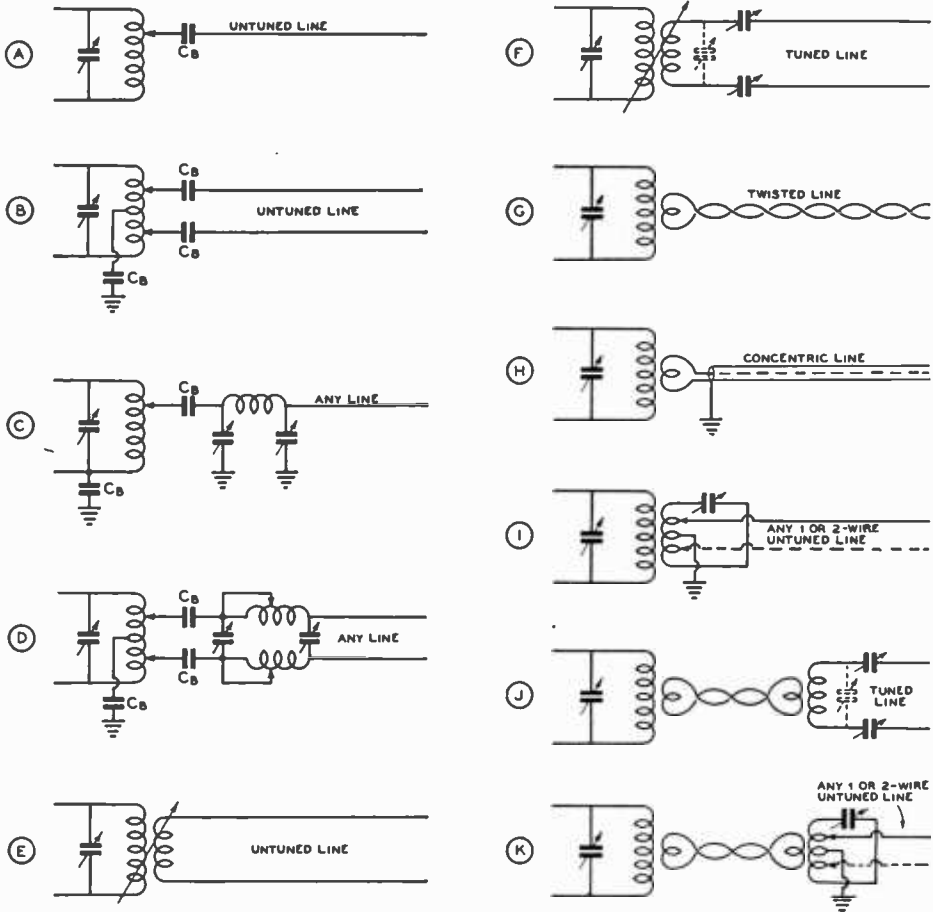 A
UNTUNED LINE
CB
B
CB
UNTUNED LINE
CB
CB
C
CB
ANY LINE
CB
D
CB
ANY LINE
CB
CB
E
UNTUNED LINE
F
TUNED LINE
G
TWISTED LINE
H
CONCENTRIC LINE
I
ANY 1 OR 2-WIRE
UNTUNED LINE
J
TUNED
LINE
K
ANY 1 OR 2-WIRE
UNTUNED LINE